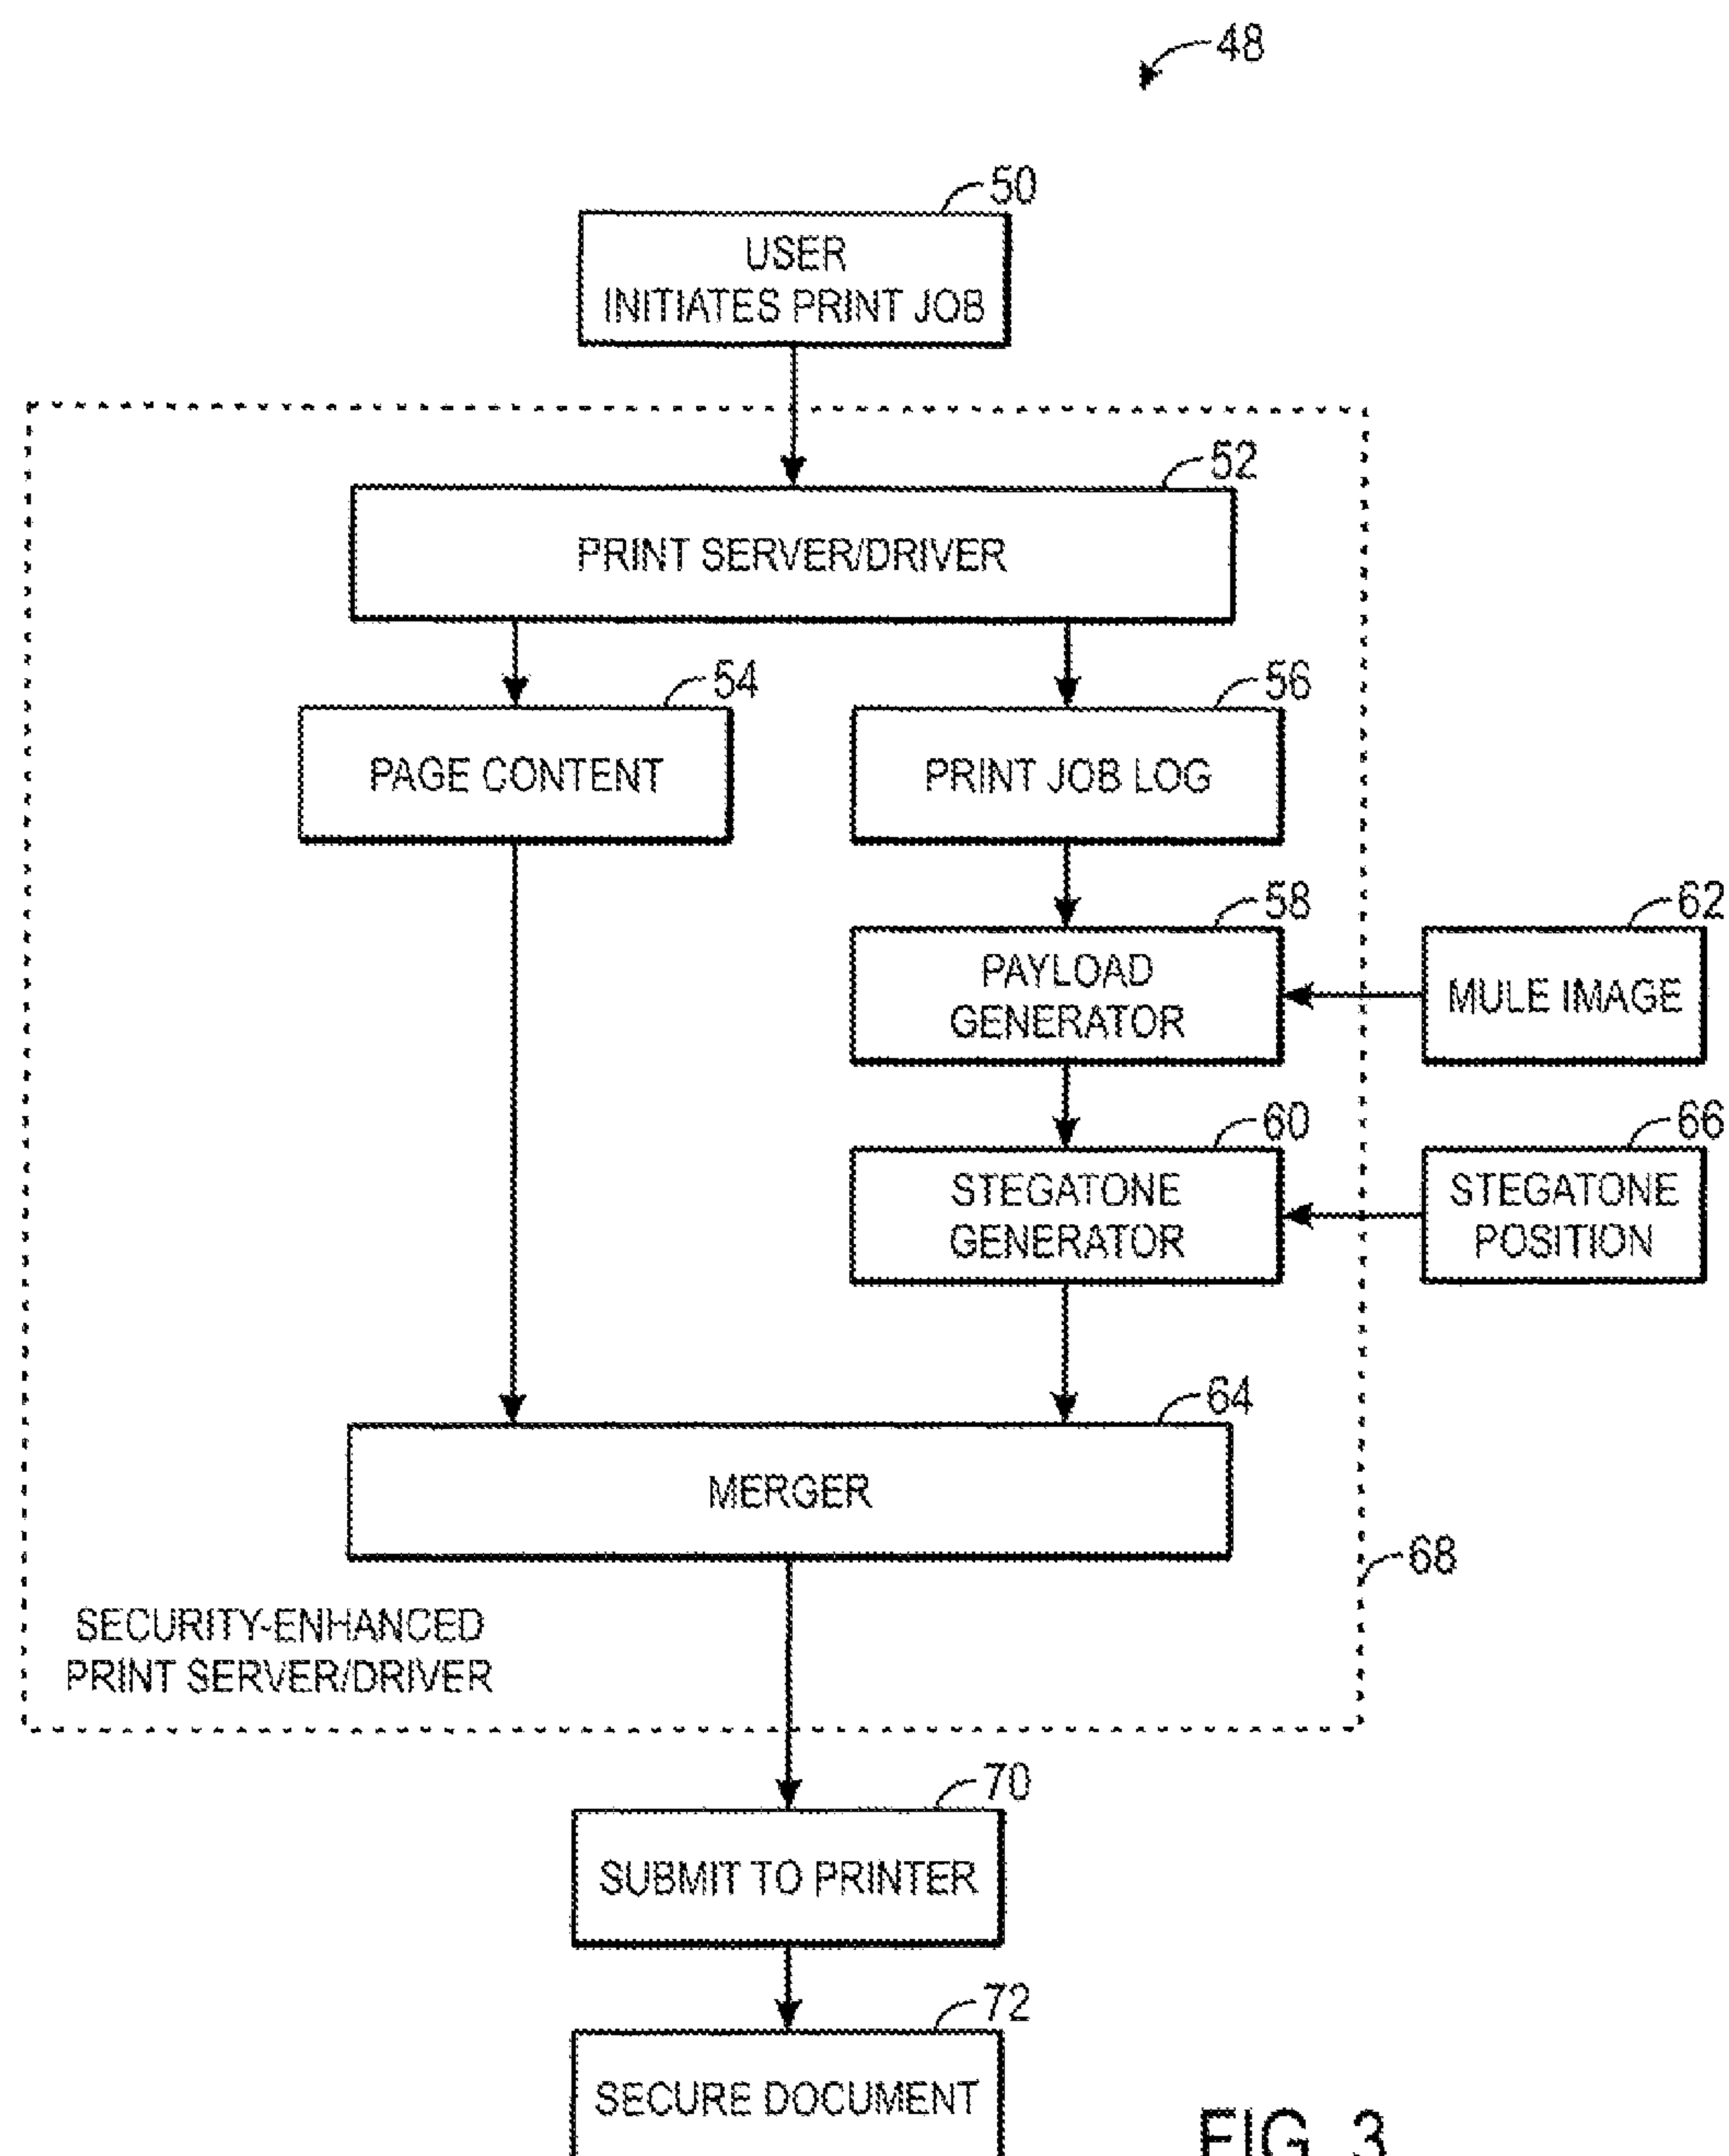 48
50
USER
INITIATES PRINT JOB
52
PRINT SERVER/DRIVER
54
PAGE CONTENT
56
PRINT JOB LOG
58
PAYLOAD
GENERATOR
62
MULE IMAGE
60
STEGATONE
GENERATOR
66
STEGATONE
POSITION
64
MERGER
68
SECURITY-ENHANCED
PRINT SERVER/DRIVER
70
SUBMIT TO PRINTER
72
SECURE DOCUMENT
FIG. 3